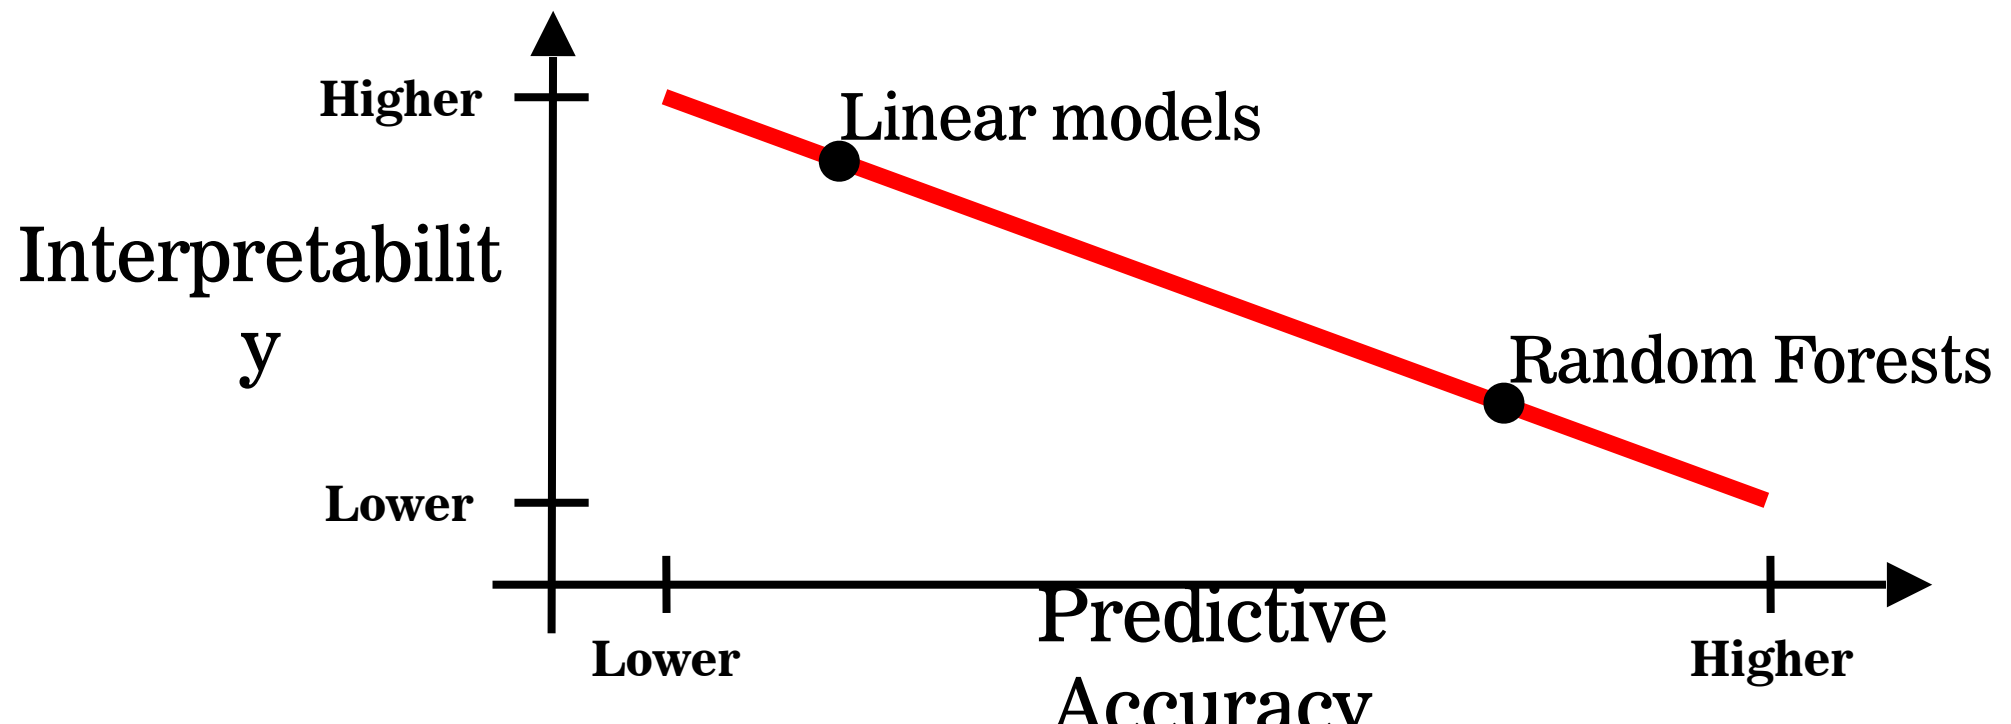 Higher
Linear models
Interpretabilit
y
Random Forests
Lower
Predictive
Accuracy
Lower
Higher